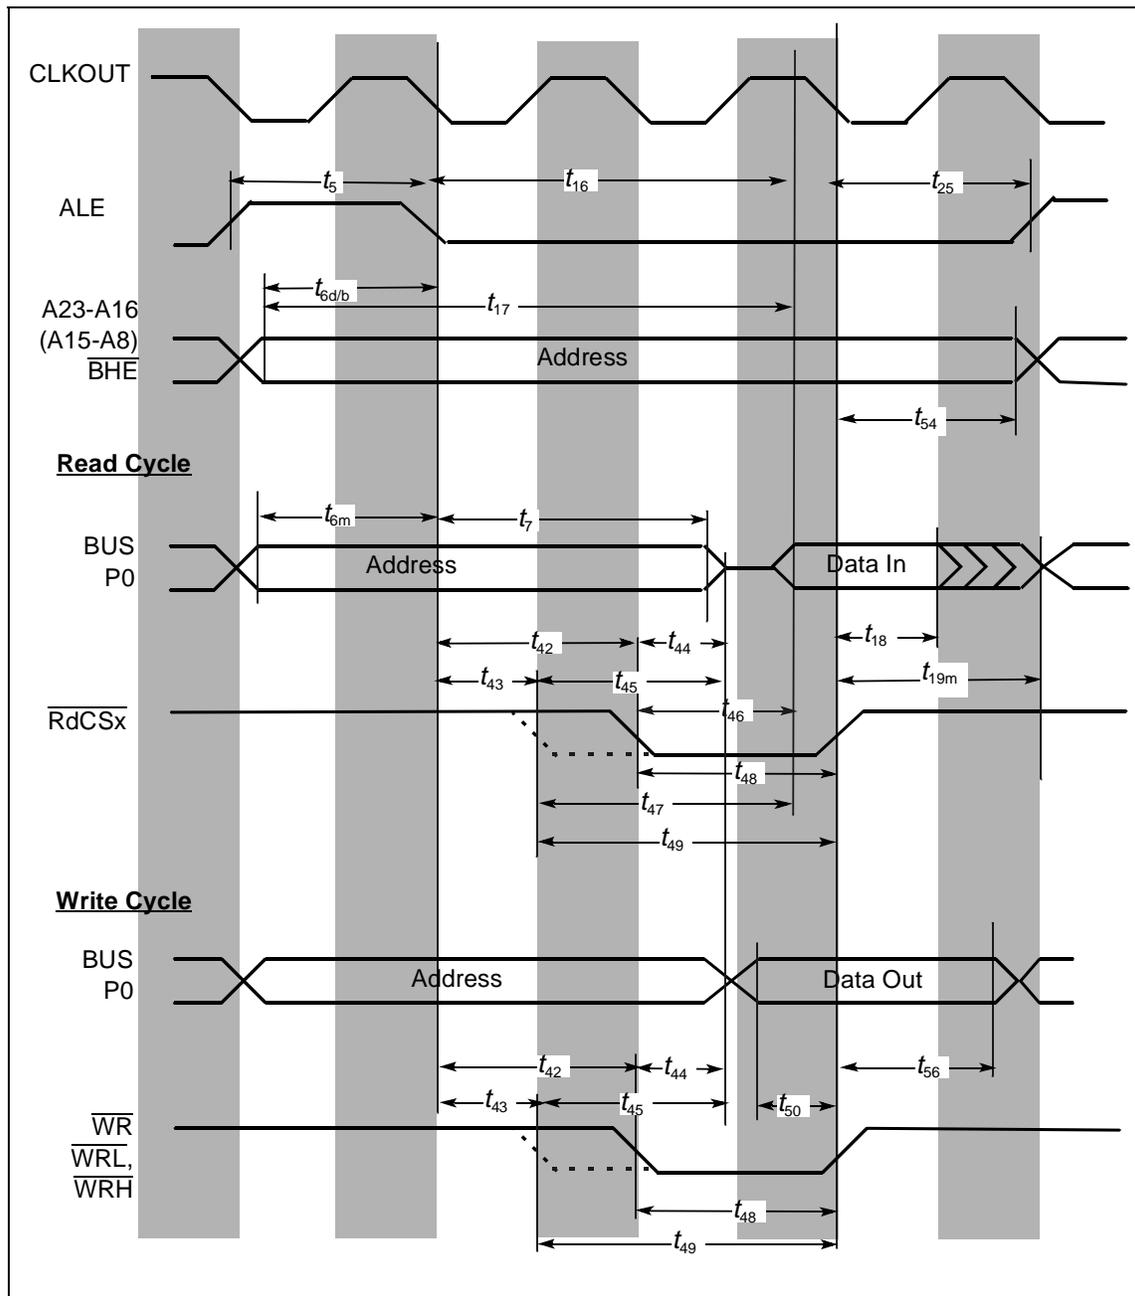 CLKOUT
t5 t16 t25
ALE
t6d/b t17
A23-A16
(A15-A8)
BHE
Address
t54
Read Cycle
t6m t7
BUS
P0
Address Data In
t42 t44 t18
t43 t45 t19m
RdCSx
t46
t48
t47
t49
Write Cycle
BUS
P0
Address Data Out
t42 t44 t56
t43 t45 t50
WR
WRL,
WRH
t48
t49